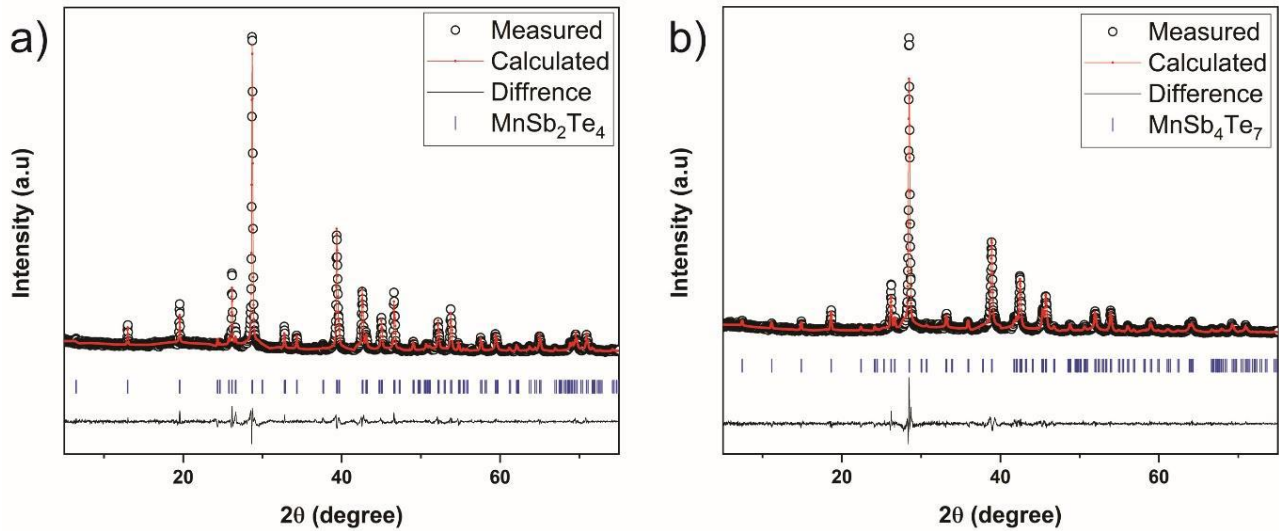 a)
Measured
Calculated
Diffrence
MnSb₂Te₄
Intensity (a.u)
20
40
60
2θ (degree)
b)
Measured
Calculated
Difference
MnSb₄Te₇
Intensity (a.u)
20
40
60
2θ (degree)